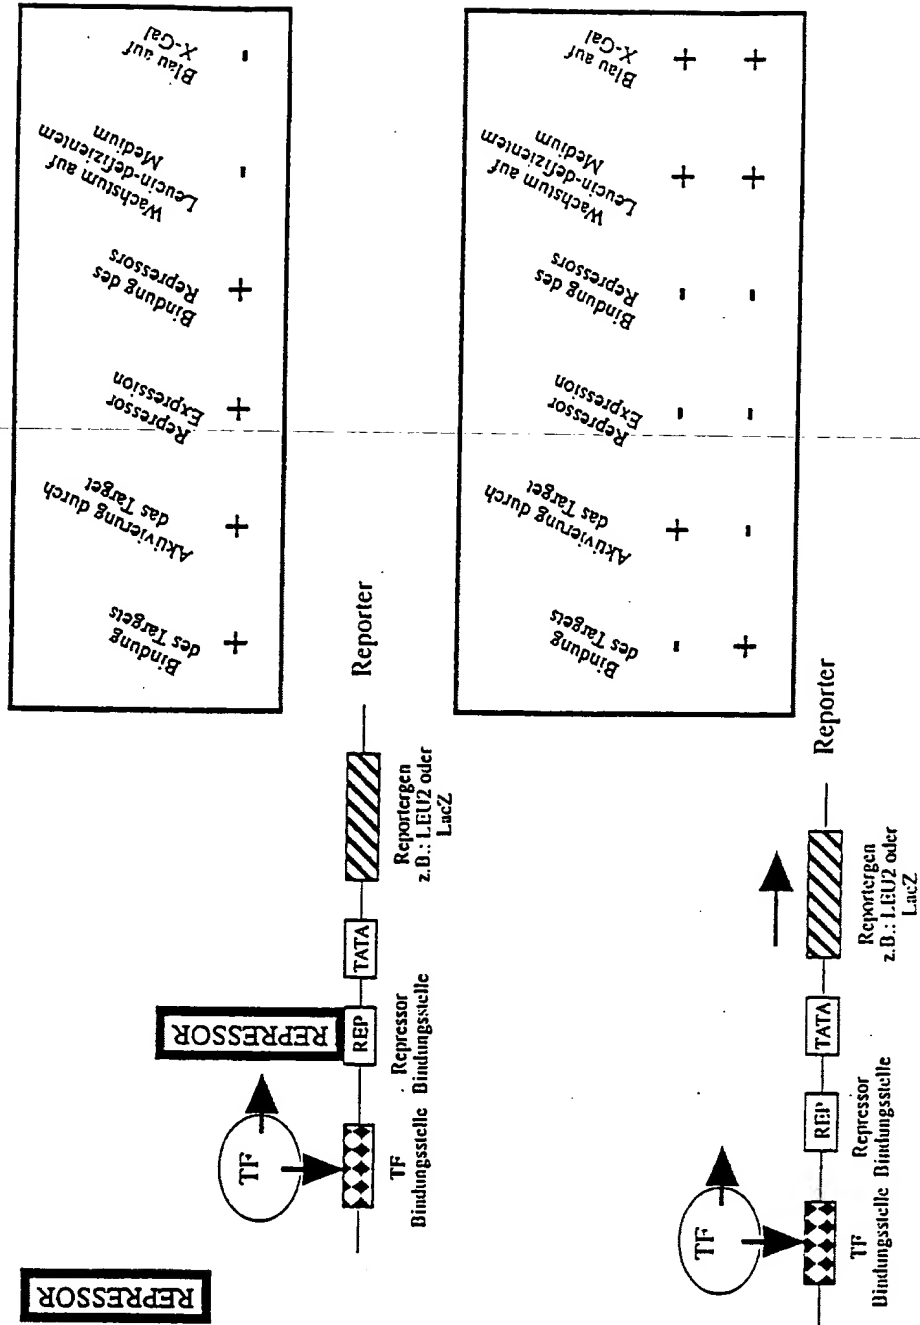 REPRESSOR
TF
REPRESSOR
REP
TATA
TF
Bindungsstelle
Repressor
Bindungsstelle
Reportergen
z.B.: LEU2 oder
LacZ
Reporter
Bindung
des Targets
Aktivierung durch
das Target
Repressor
Expression
Bindung des
Repressors
Wachstum auf
Leucin-defizientem
Medium
Blau auf
X-Gal
+ + + + - -
TF
REP
TATA
TF
Bindungsstelle
Repressor
Bindungsstelle
Reportergen
z.B.: LEU2 oder
LacZ
Reporter
Bindung
des Targets
Aktivierung durch
das Target
Repressor
Expression
Bindung des
Repressors
Wachstum auf
Leucin-defizientem
Medium
Blau auf
X-Gal
- + - - + +
+ - - - + +